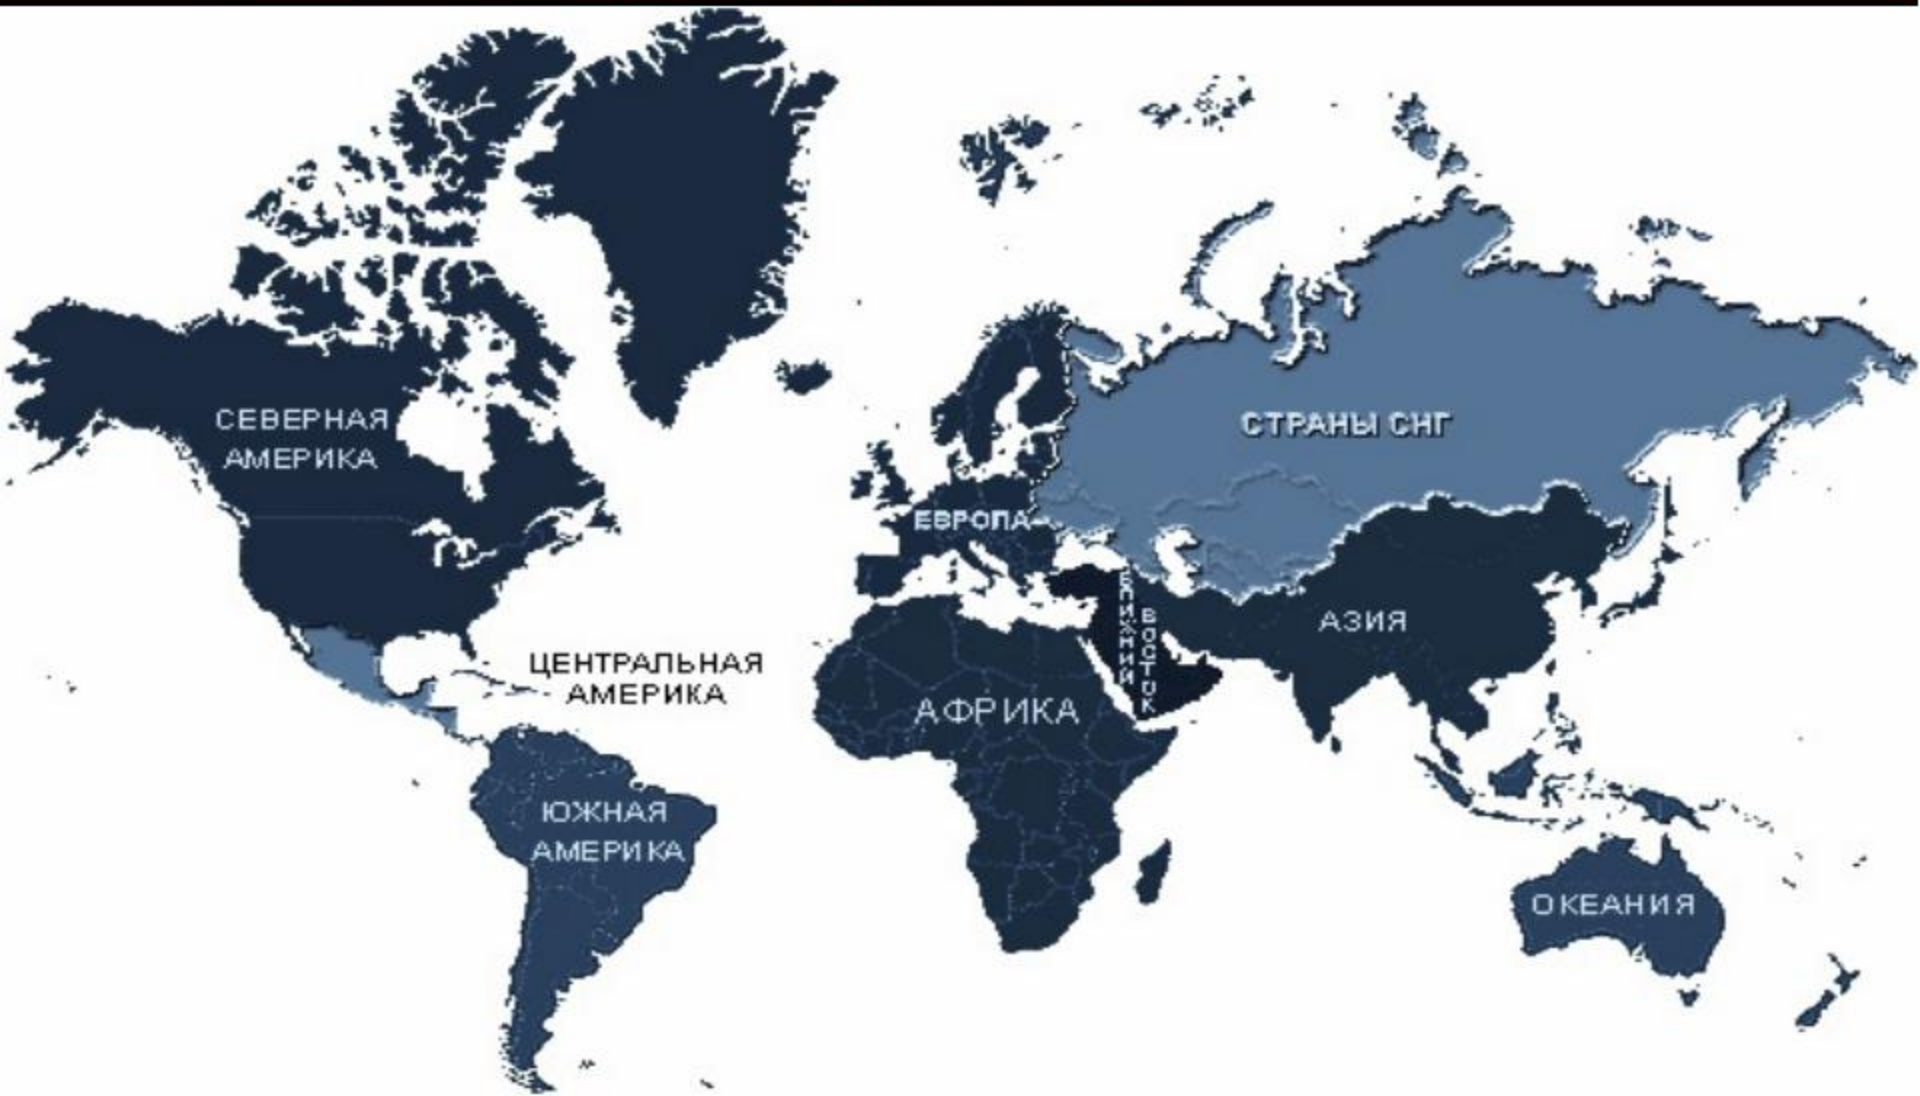 СЕВЕРНАЯ
АМЕРИКА
СТРАНЫ СНГ
ЕВРОПА
БЛИЖНИЙ
ВОСТОК
АЗИЯ
ЦЕНТРАЛЬНАЯ
АМЕРИКА
АФРИКА
ЮЖНАЯ
АМЕРИКА
ОКЕАНИЯ